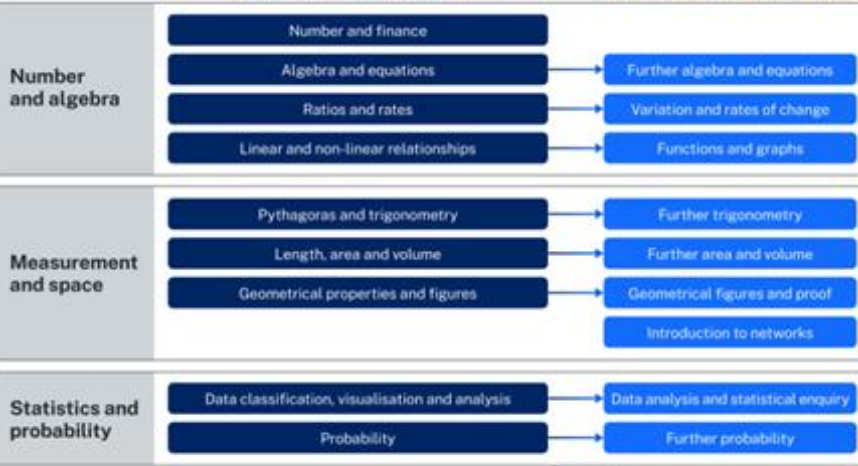 Number and finance
Number
and algebra
Algebra and equations
Further algebra and equations
Ratios and rates
Variation and rates of change
Linear and non-linear relationships
Functions and graphs
Pythagoras and trigonometry
Further trigonometry
Measurement
and space
Length, area and volume
Further area and volume
Geometrical properties and figures
Geometrical figures and proof
Introduction to networks
Statistics and
probability
Data classification, visualisation and analysis
Data analysis and statistical enquiry
Probability
Further probability